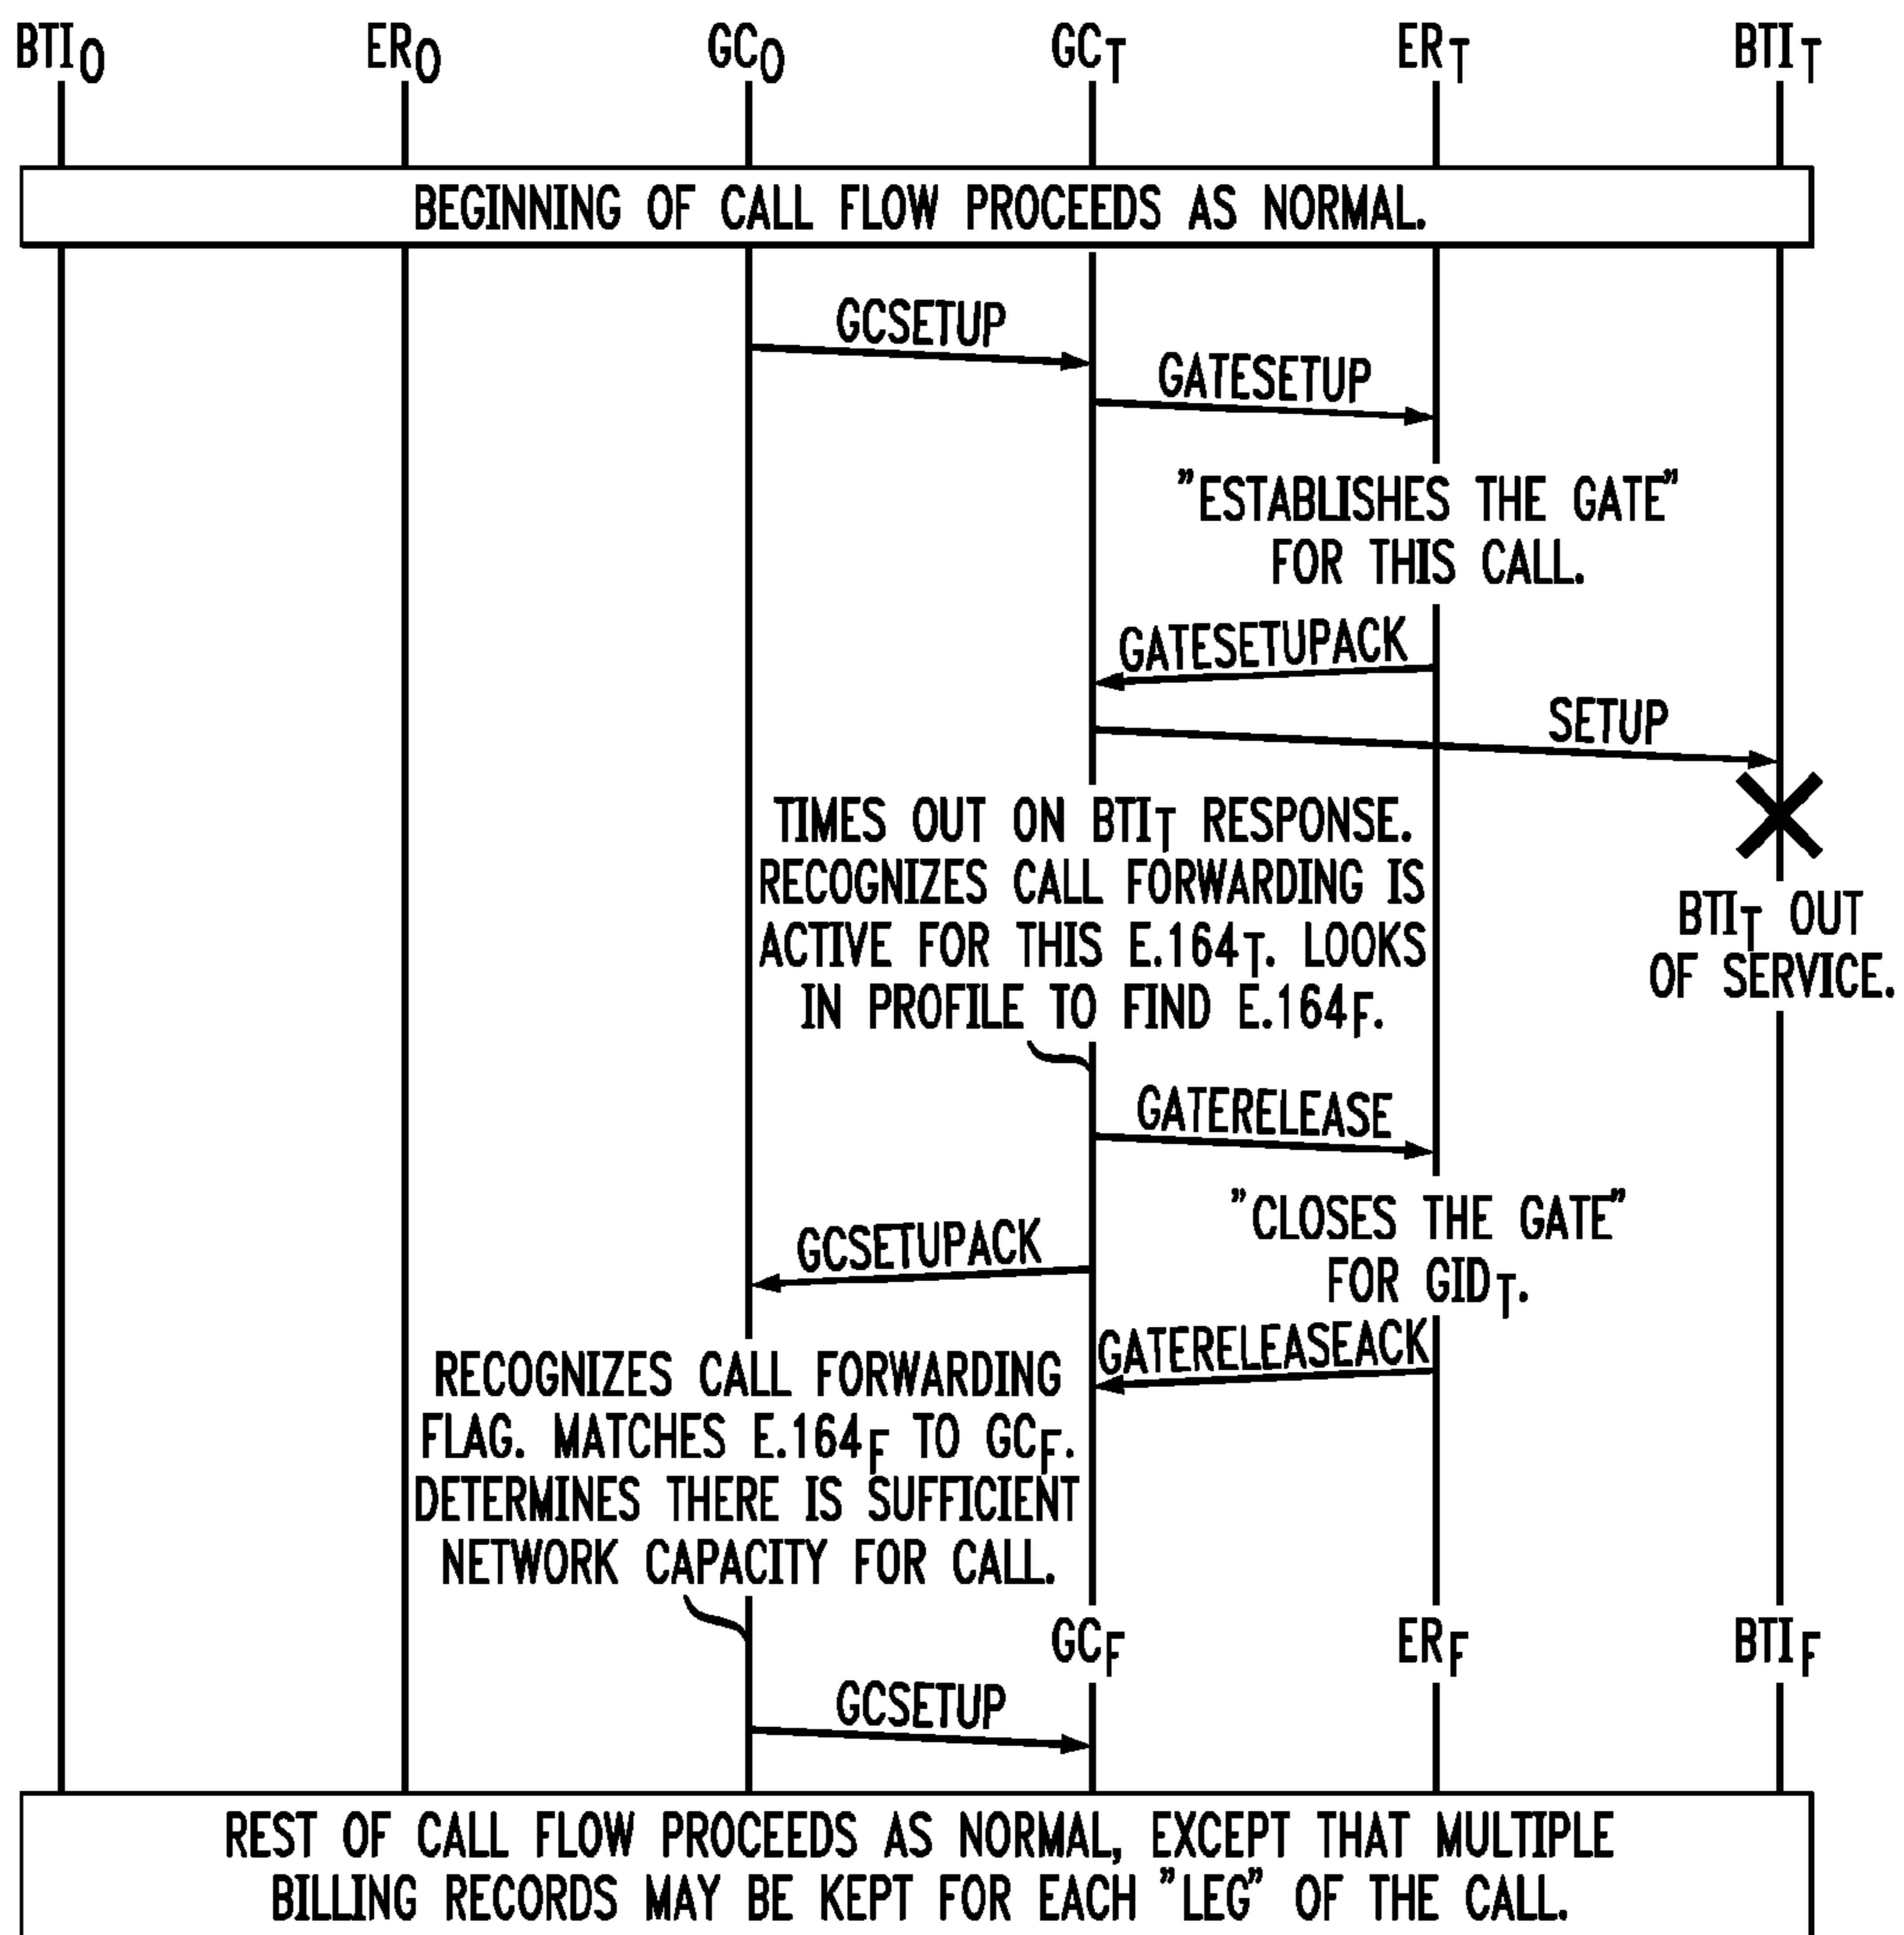 BTIO ERO GCO GCT ERT BTIT
BEGINNING OF CALL FLOW PROCEEDS AS NORMAL.
GCSETUP
GATESETUP
"ESTABLISHES THE GATE"
FOR THIS CALL.
GATESETUPACK
SETUP
TIMES OUT ON BTIT RESPONSE.
RECOGNIZES CALL FORWARDING IS
ACTIVE FOR THIS E.164T. LOOKS
IN PROFILE TO FIND E.164F.
BTIT OUT
OF SERVICE.
GATERELEASE
"CLOSES THE GATE"
FOR GIDT.
GCSETUPACK
GATERELEASEACK
RECOGNIZES CALL FORWARDING
FLAG. MATCHES E.164F TO GCF.
DETERMINES THERE IS SUFFICIENT
NETWORK CAPACITY FOR CALL.
GCF ERF BTIF
GCSETUP
REST OF CALL FLOW PROCEEDS AS NORMAL, EXCEPT THAT MULTIPLE
BILLING RECORDS MAY BE KEPT FOR EACH "LEG" OF THE CALL.